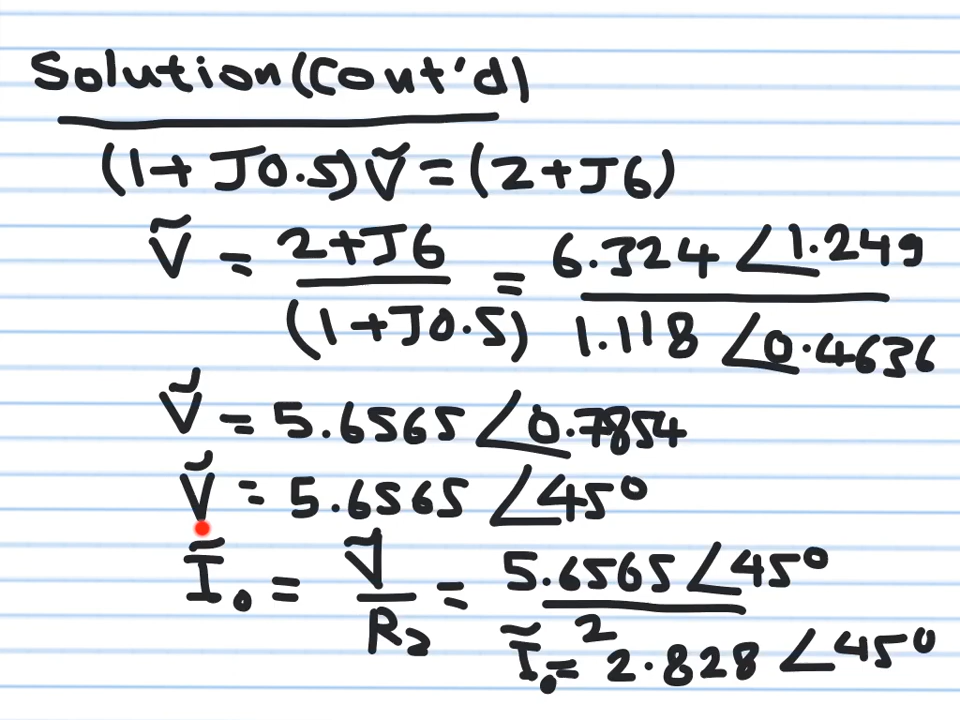 Solution(Cont'd)
(1+J0.5)Ṽ=(2+J6)
Ṽ = 2+J6 / (1+J0.5) = 6.324 ∠1.249 / 1.118 ∠0.4636
Ṽ = 5.6565 ∠0.7854
Ṽ = 5.6565 ∠45°
Ĩ₀ = Ṽ / R₂ = 5.6565 ∠45° / 2
Ĩ₀ = 2.828 ∠45°